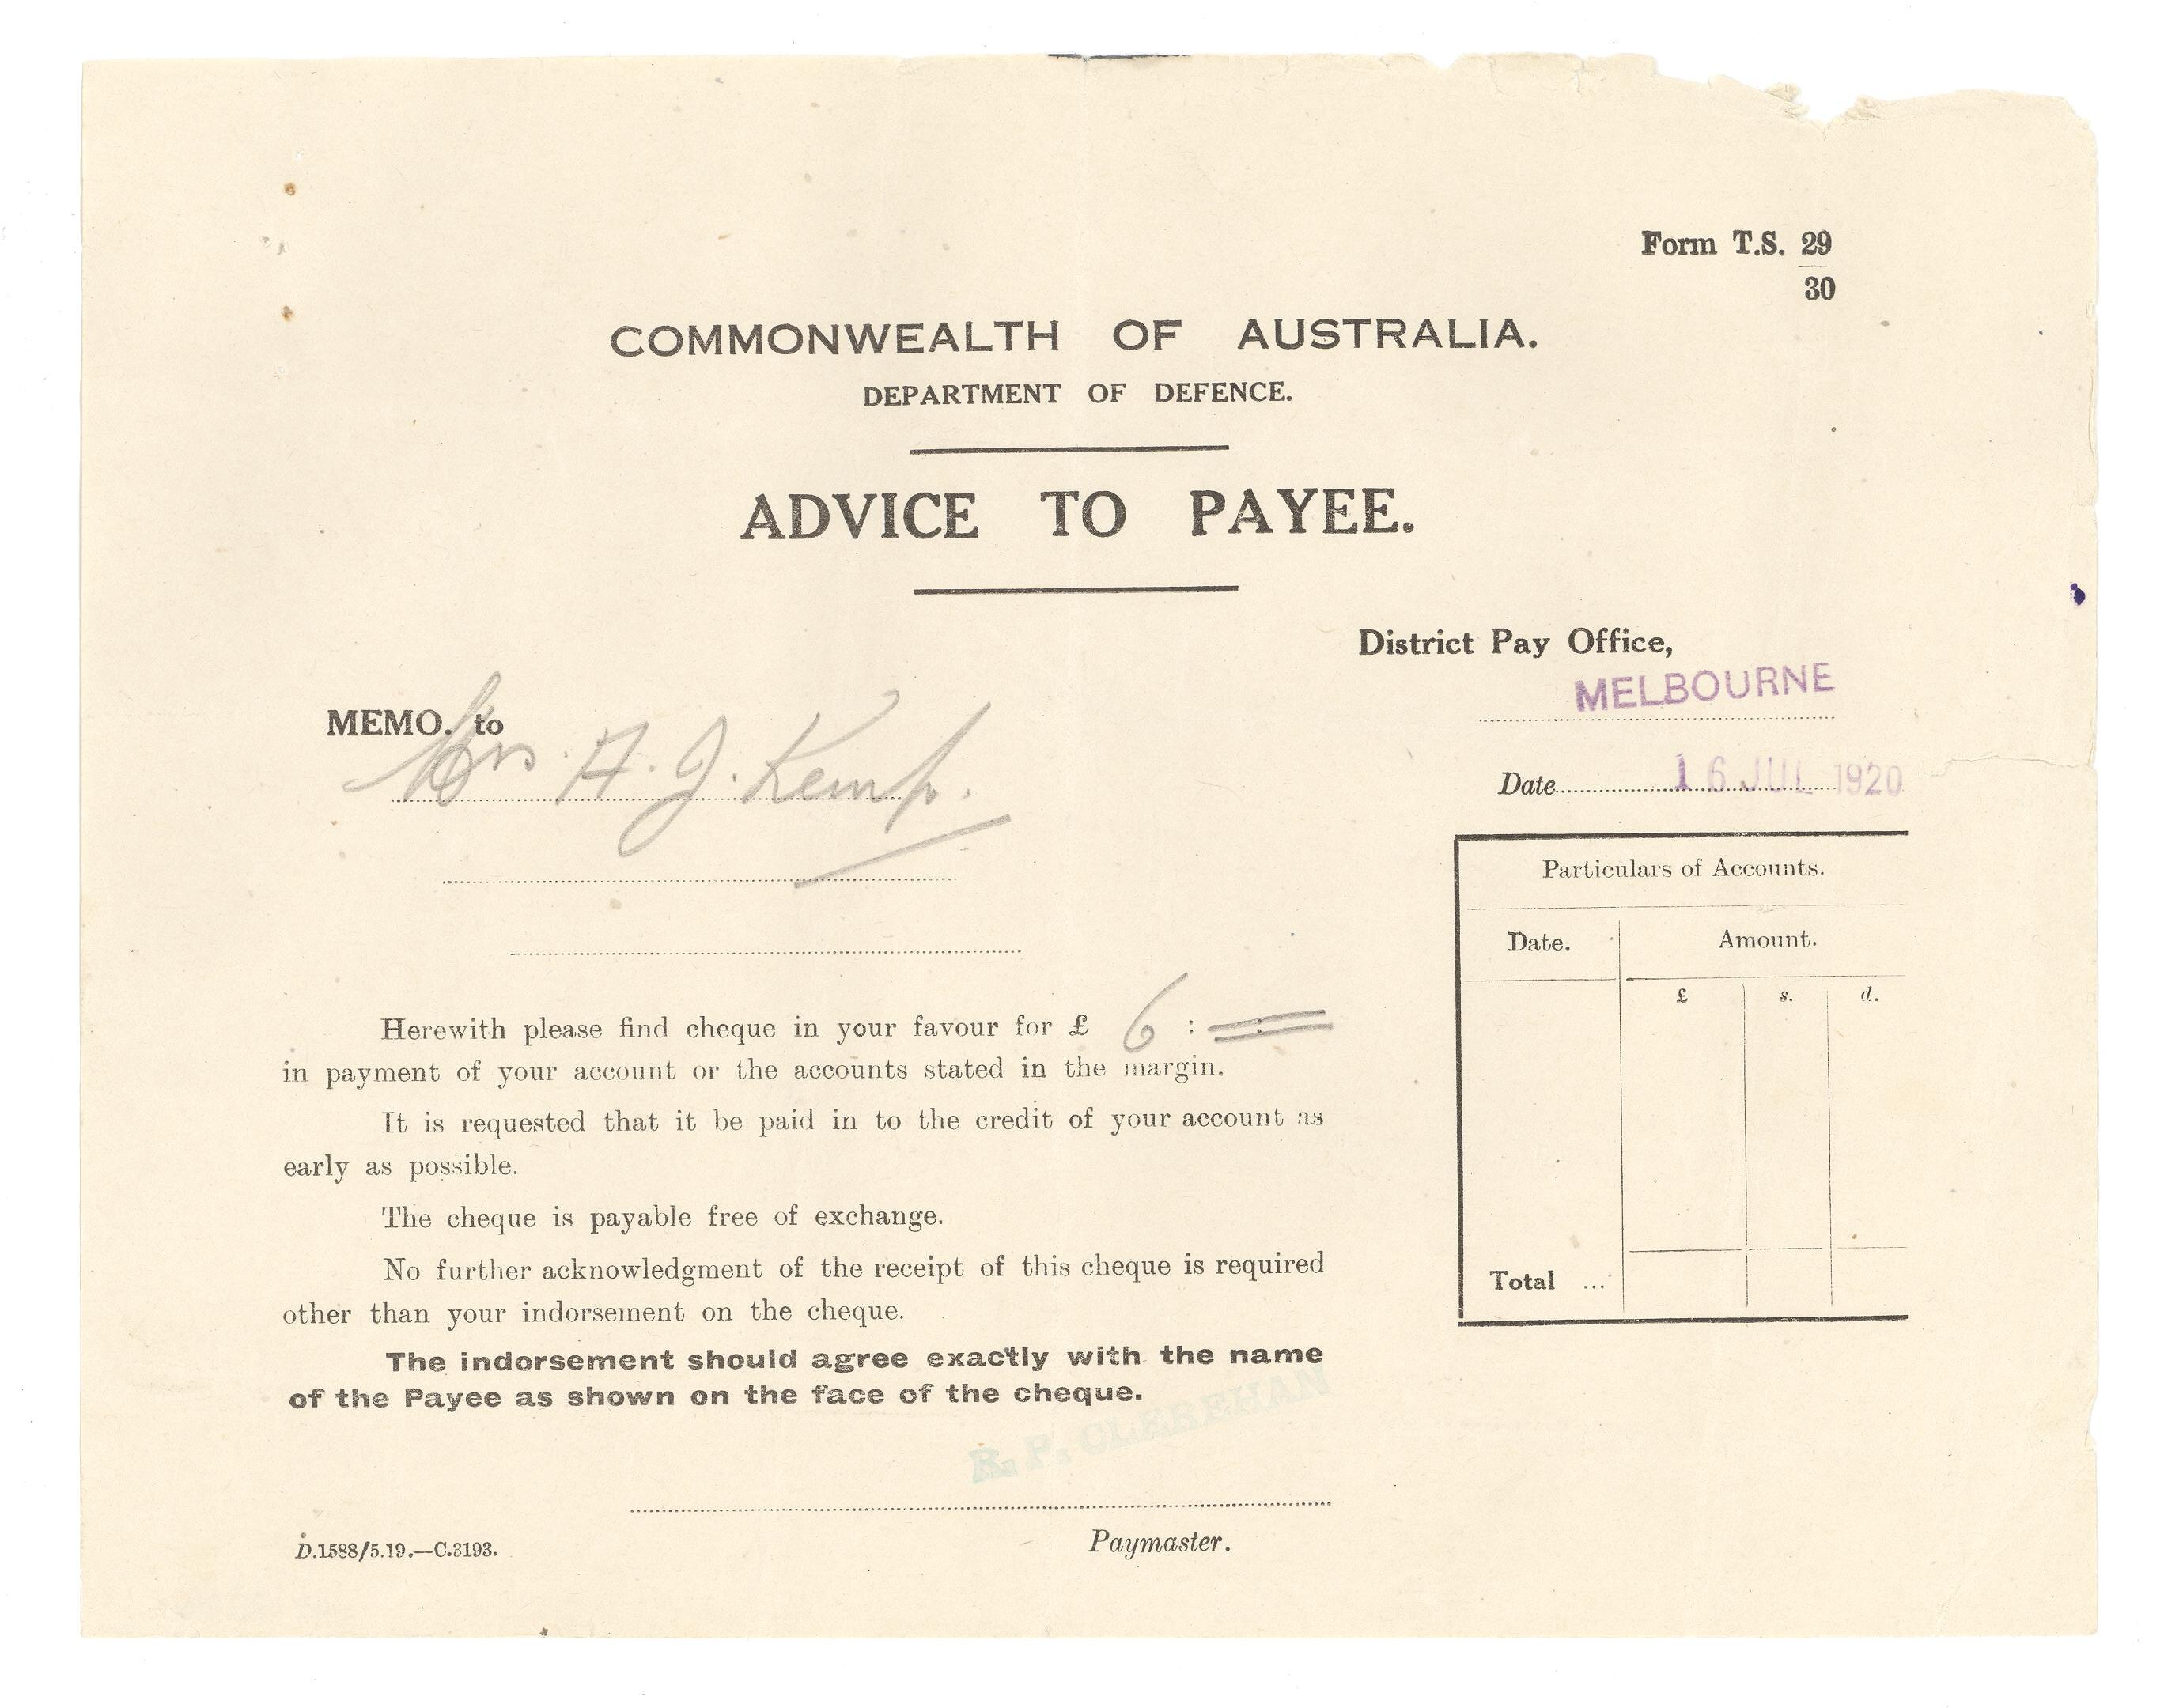 Form T.S. 29
30
COMMONWEALTH OF AUSTRALIA.
DEPARTMENT OF DEFENCE.
ADVICE TO PAYEE.
District Pay Office,
MELBOURNE
MEMO. to
Mrs. A. J. Kemp.
Date 16 JUL 1920
Particulars of Accounts.
Date. Amount.
£ s. d.
Herewith please find cheque in your favour for £ 6 : :
in payment of your account or the accounts stated in the margin.
It is requested that it be paid in to the credit of your account as
early as possible.
The cheque is payable free of exchange.
No further acknowledgment of the receipt of this cheque is required
other than your indorsement on the cheque.
Total ...
The indorsement should agree exactly with the name
of the Payee as shown on the face of the cheque.
R. P. CLEREHAN
Paymaster.
D.1588/5.19.—C.3193.